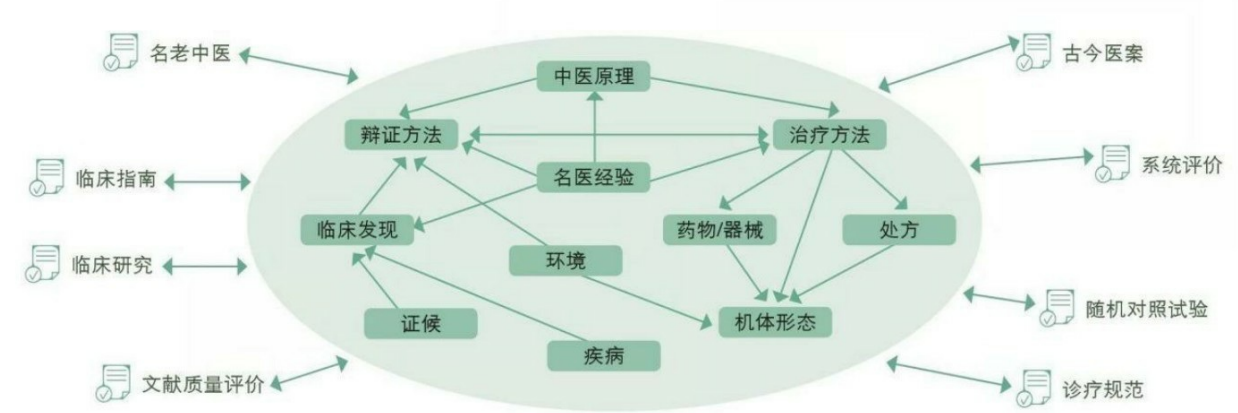 名老中医
中医原理
古今医案
辩证方法
治疗方法
临床指南
名医经验
系统评价
临床发现
药物/器械
处方
临床研究
环境
证候
机体形态
随机对照试验
疾病
文献质量评价
诊疗规范